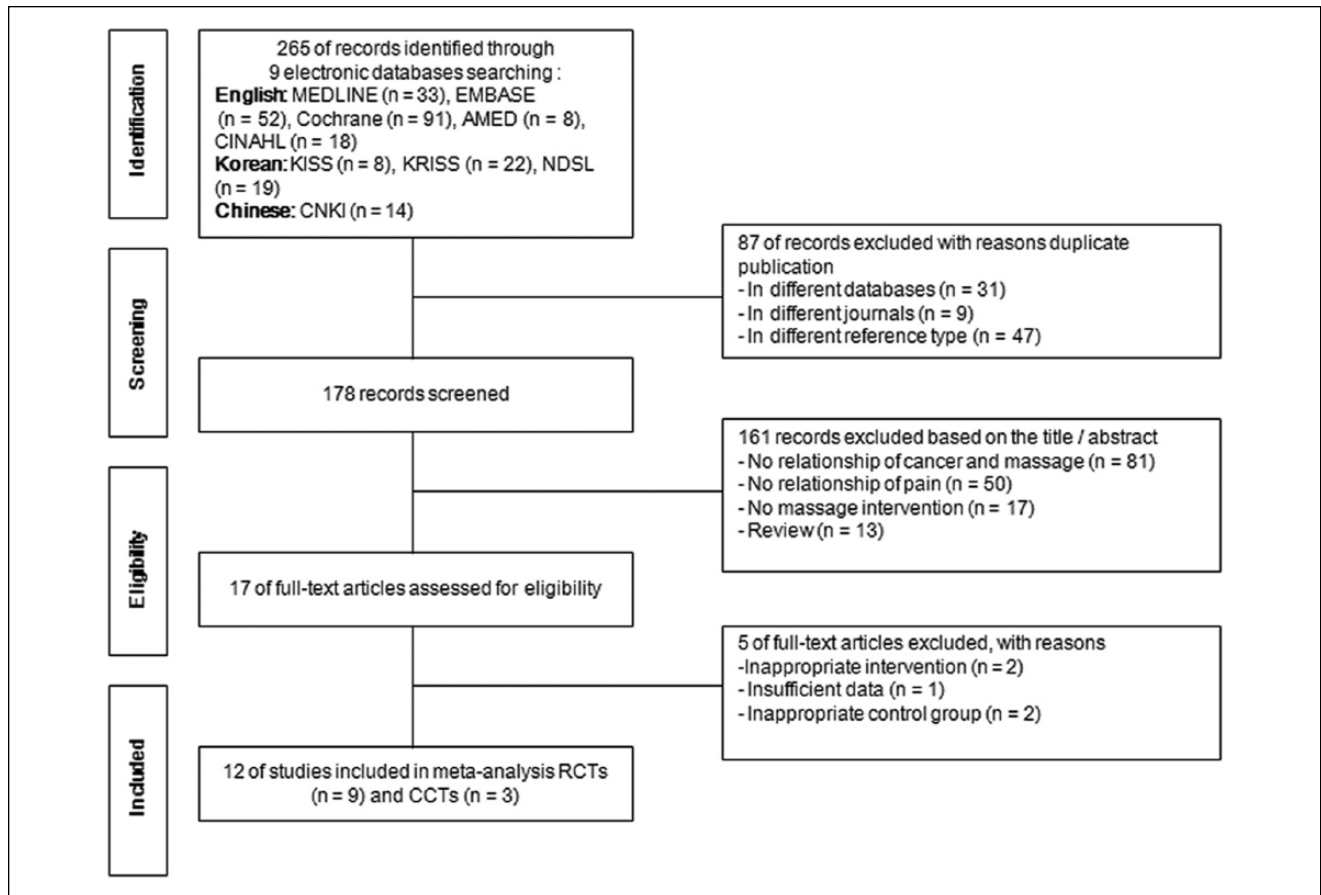 Identification
265 of records identified through
9 electronic databases searching :
English: MEDLINE (n = 33), EMBASE
(n = 52), Cochrane (n = 91), AMED (n = 8),
CINAHL (n = 18)
Korean: KISS (n = 8), KRISS (n = 22), NDSL
(n = 19)
Chinese: CNKI (n = 14)
87 of records excluded with reasons duplicate
publication
- In different databases (n = 31)
- In different journals (n = 9)
- In different reference type (n = 47)
Screening
178 records screened
161 records excluded based on the title / abstract
- No relationship of cancer and massage (n = 81)
- No relationship of pain (n = 50)
- No massage intervention (n = 17)
- Review (n = 13)
Eligibility
17 of full-text articles assessed for eligibility
5 of full-text articles excluded, with reasons
-Inappropriate intervention (n = 2)
- Insufficient data (n = 1)
- Inappropriate control group (n = 2)
Included
12 of studies included in meta-analysis RCTs
(n = 9) and CCTs (n = 3)